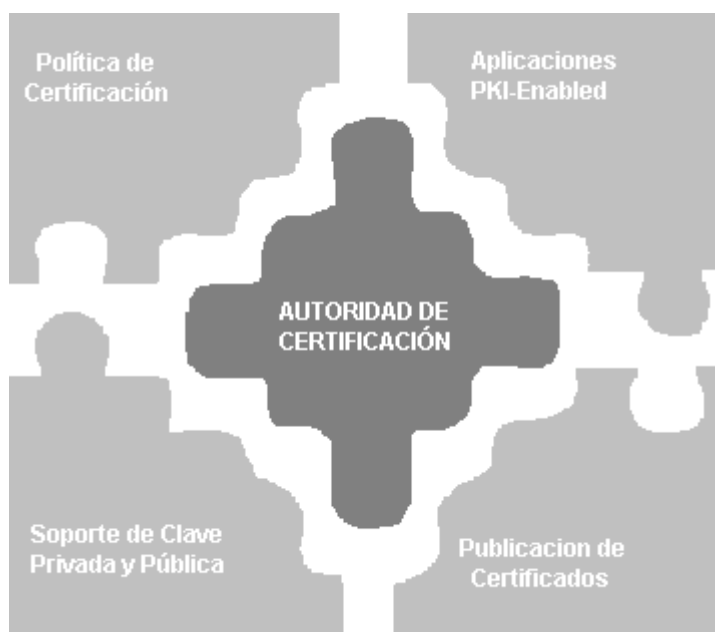 Política de
Certificación
Aplicaciones
PKI-Enabled
AUTORIDAD DE
CERTIFICACIÓN
Soporte de Clave
Privada y Pública
Publicacion de
Certificados